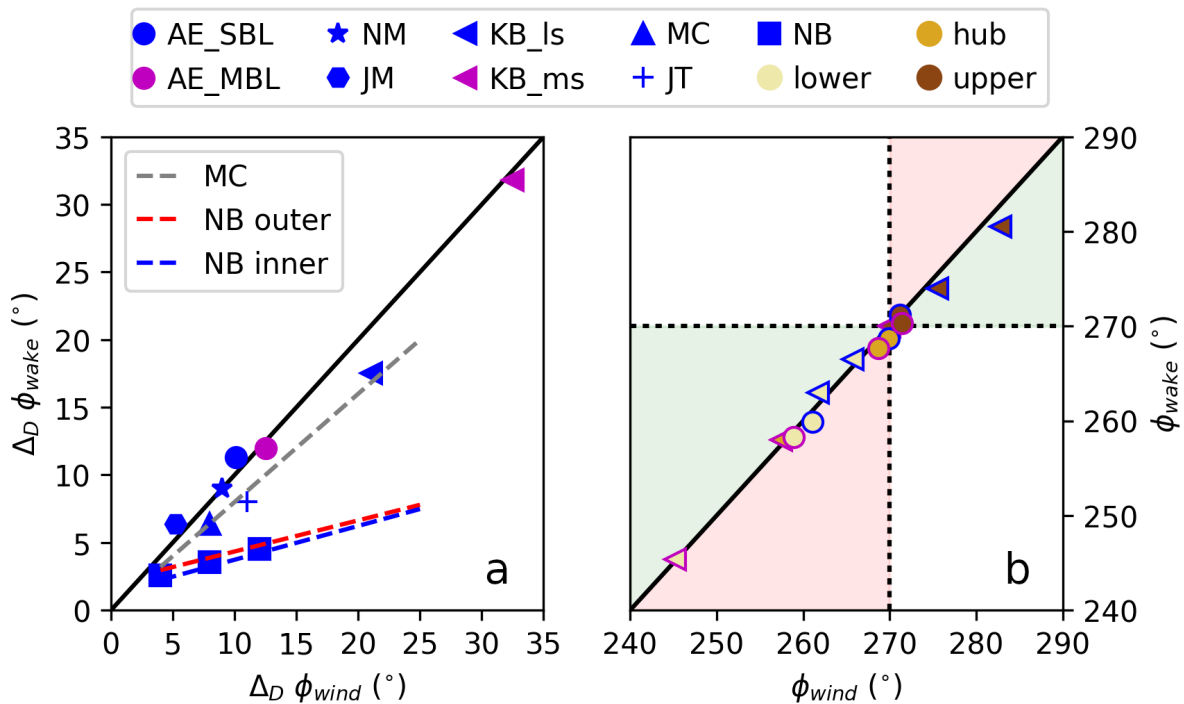 AE_SBL NM KB_ls MC NB hub
AE_MBL JM KB_ms JT lower upper
35
30
25
20
15
10
5
0
Δ_D ϕ_wake (°)
MC
NB outer
NB inner
a
0 5 10 15 20 25 30 35
Δ_D ϕ_wind (°)
b
290
280
270
260
250
240
ϕ_wake (°)
240 250 260 270 280 290
ϕ_wind (°)